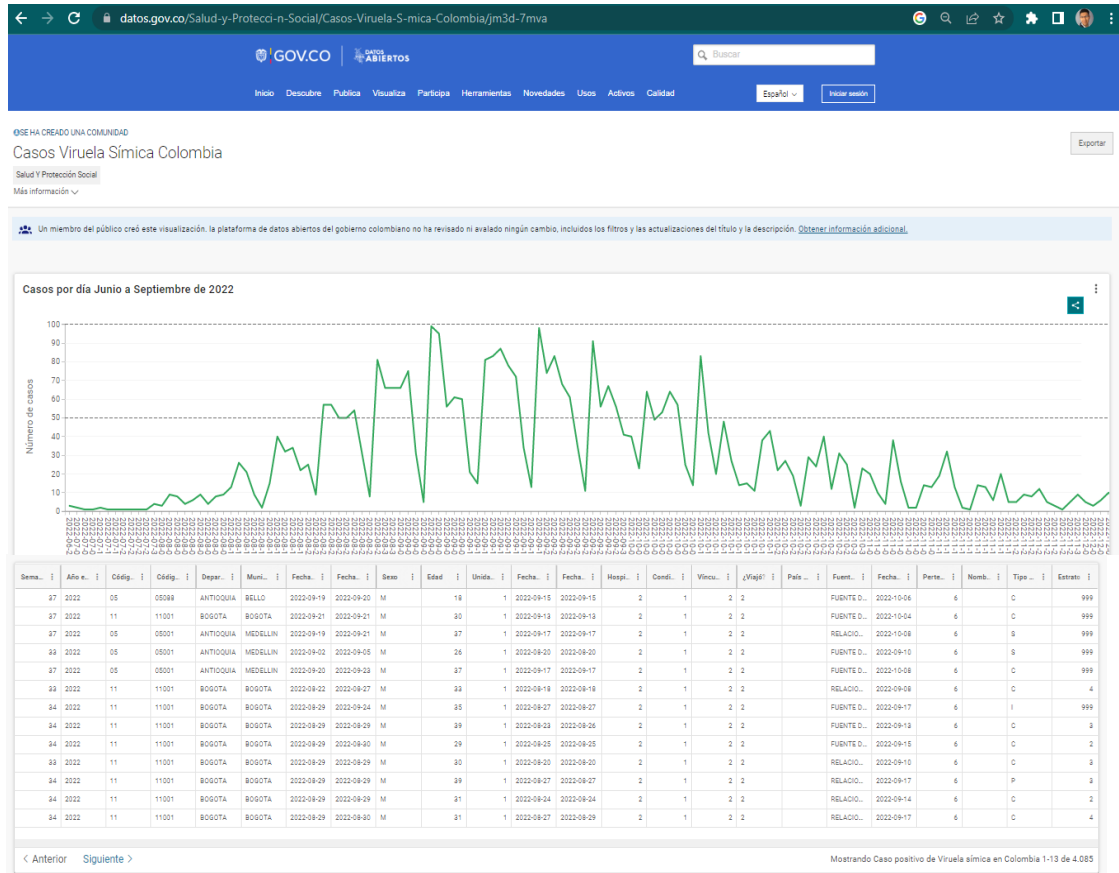 datos.gov.co/Salud-y-Protecci-n-Social/Casos-Viruela-S-mica-Colombia/jm3d-7mva
GOV.CO DATOS ABIERTOS Buscar
Inicio Descubre Publica Visualiza Participa Herramientas Novedades Usos Activos Calidad Español Iniciar sesión
SE HA CREADO UNA COMUNIDAD
Casos Viruela Símica Colombia
Exportar
Salud Y Protección Social
Más información
Un miembro del público creó este visualización. la plataforma de datos abiertos del gobierno colombiano no ha revisado ni avalado ningún cambio, incluidos los filtros y las actualizaciones del título y la descripción. Obtener información adicional.
Casos por día Junio a Septiembre de 2022
Número de casos
100
90
80
70
60
50
40
30
20
10
0
Sema.. Año e.. Códig.. Códig.. Depar.. Muni.. Fecha.. Fecha.. Sexo Edad Unida.. Fecha.. Fecha.. Hospi.. Condi.. Víncu.. ¿Viajó? País ... Fuent.. Fecha.. Perte.. Nomb.. Tipo ... Estrato
37 2022 05 05088 ANTIOQUIA BELLO 2022-09-19 2022-09-20 M 18 1 2022-09-15 2022-09-15 2 1 2 2 FUENTE D... 2022-10-06 6 C 999
37 2022 11 11001 BOGOTA BOGOTA 2022-09-21 2022-09-21 M 30 1 2022-09-13 2022-09-13 2 1 2 2 FUENTE D... 2022-10-04 6 C 999
37 2022 05 05001 ANTIOQUIA MEDELLIN 2022-09-19 2022-09-21 M 37 1 2022-09-17 2022-09-17 2 1 2 2 RELACIO... 2022-10-08 6 S 999
33 2022 05 05001 ANTIOQUIA MEDELLIN 2022-09-02 2022-09-05 M 26 1 2022-08-20 2022-08-20 2 1 2 2 FUENTE D... 2022-09-10 6 S 999
37 2022 05 05001 ANTIOQUIA MEDELLIN 2022-09-20 2022-09-23 M 37 1 2022-09-17 2022-09-17 2 1 2 2 FUENTE D... 2022-10-08 6 C 999
33 2022 11 11001 BOGOTA BOGOTA 2022-08-22 2022-08-27 M 33 1 2022-08-18 2022-08-18 2 1 2 2 RELACIO... 2022-09-08 6 C 4
35 2022 11 11001 BOGOTA BOGOTA 2022-08-29 2022-09-24 M 35 1 2022-08-27 2022-08-27 2 1 2 2 FUENTE D... 2022-09-17 6 I 999
34 2022 11 11001 BOGOTA BOGOTA 2022-08-29 2022-08-29 M 39 1 2022-08-23 2022-08-26 2 1 2 2 FUENTE D... 2022-09-13 6 C 3
34 2022 11 11001 BOGOTA BOGOTA 2022-08-29 2022-08-30 M 29 1 2022-08-25 2022-08-25 2 1 2 2 FUENTE D... 2022-09-15 6 C 2
33 2022 11 11001 BOGOTA BOGOTA 2022-08-29 2022-08-29 M 30 1 2022-08-20 2022-08-20 2 1 2 2 RELACIO... 2022-09-10 6 C 3
34 2022 11 11001 BOGOTA BOGOTA 2022-08-29 2022-08-29 M 39 1 2022-08-27 2022-08-27 2 1 2 2 RELACIO... 2022-09-17 6 P 3
34 2022 11 11001 BOGOTA BOGOTA 2022-08-29 2022-08-29 M 31 1 2022-08-24 2022-08-24 2 1 2 2 RELACIO... 2022-09-14 6 C 2
34 2022 11 11001 BOGOTA BOGOTA 2022-08-29 2022-08-30 M 31 1 2022-08-27 2022-08-29 2 1 2 2 RELACIO... 2022-09-17 6 C 4
< Anterior Siguiente > Mostrando Caso positivo de Viruela símica en Colombia 1-13 de 4.085